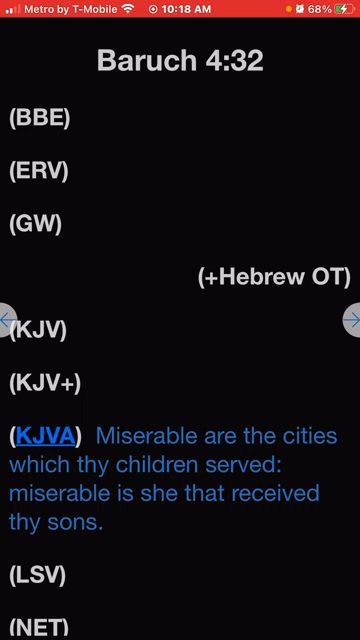 Metro by T-Mobile 10:18 AM 68%
Baruch 4:32
(BBE)
(ERV)
(GW)
(+Hebrew OT)
(KJV)
(KJV+)
(KJVA) Miserable are the cities
which thy children served:
miserable is she that received
thy sons.
(LSV)
(NET)